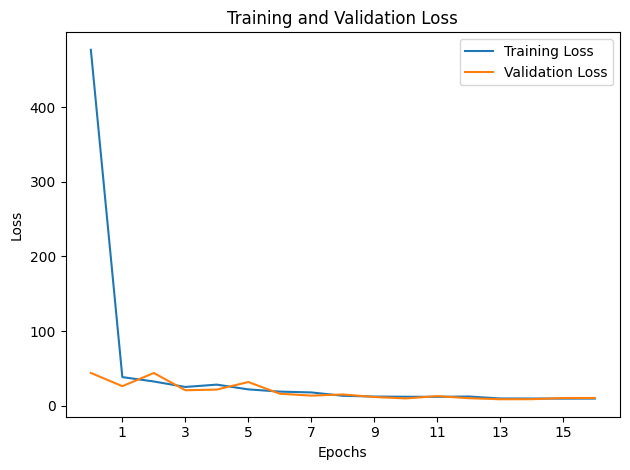 Training and Validation Loss
Training Loss
Validation Loss
400
300
200
100
0
Loss
1 3 5 7 9 11 13 15
Epochs